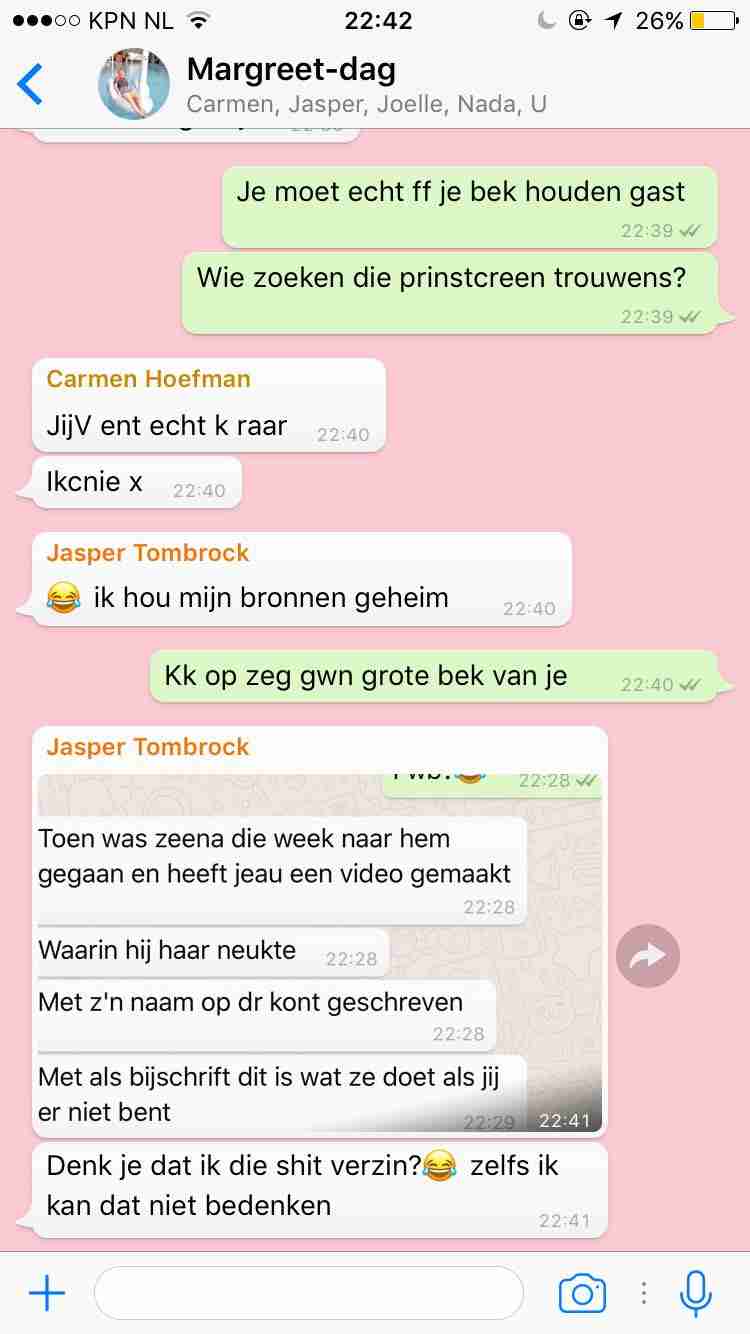 KPN NL 22:42 26%
Margreet-dag
Carmen, Jasper, Joelle, Nada, U
Je moet echt ff je bek houden gast
22:39
Wie zoeken die prinstcreen trouwens?
22:39
Carmen Hoefman
JijV ent echt k raar 22:40
Ikcnie x 22:40
Jasper Tombrock
😂 ik hou mijn bronnen geheim 22:40
Kk op zeg gwn grote bek van je 22:40
Jasper Tombrock
22:28
Toen was zeena die week naar hem
gegaan en heeft jeau een video gemaakt
22:28
Waarin hij haar neukte 22:28
Met z'n naam op dr kont geschreven
22:28
Met als bijschrift dit is wat ze doet als jij
er niet bent 22:29 22:41
Denk je dat ik die shit verzin?😂 zelfs ik
kan dat niet bedenken 22:41